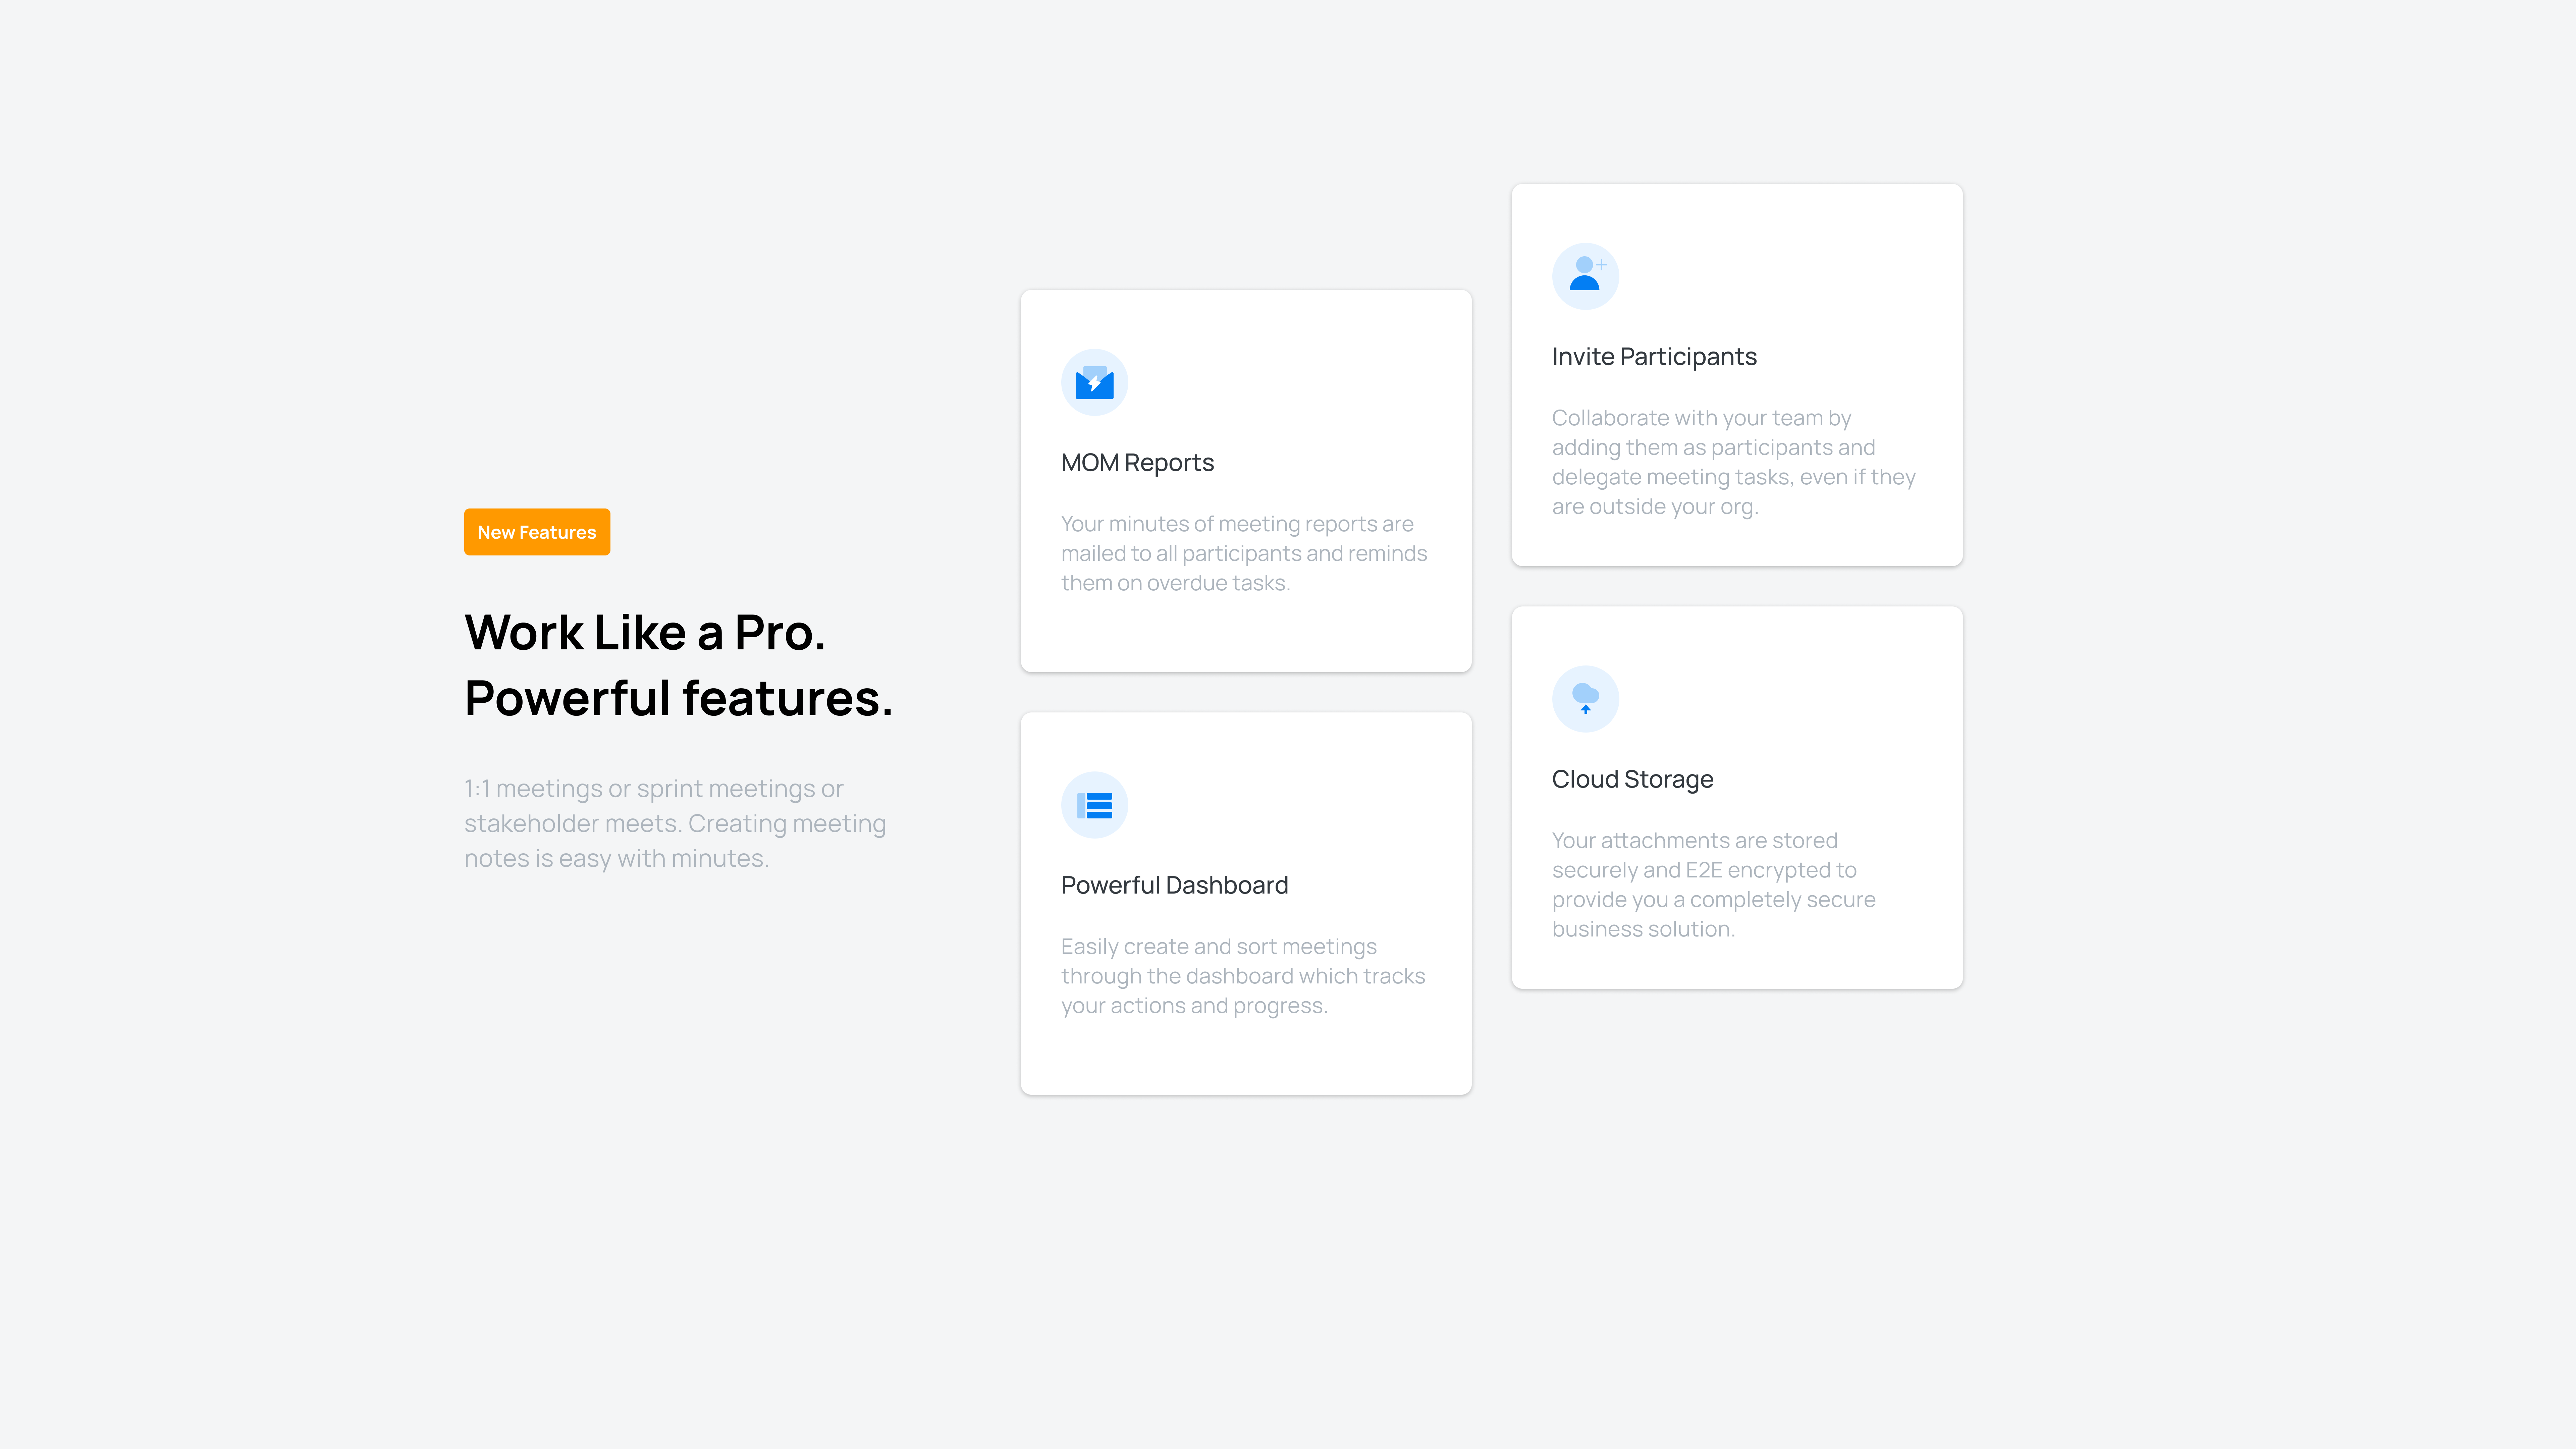 New Features
Work Like a Pro.
Powerful features.
1:1 meetings or sprint meetings or
stakeholder meets. Creating meeting
notes is easy with minutes.
MOM Reports
Your minutes of meeting reports are
mailed to all participants and reminds
them on overdue tasks.
Powerful Dashboard
Easily create and sort meetings
through the dashboard which tracks
your actions and progress.
Invite Participants
Collaborate with your team by
adding them as participants and
delegate meeting tasks, even if they
are outside your org.
Cloud Storage
Your attachments are stored
securely and E2E encrypted to
provide you a completely secure
business solution.